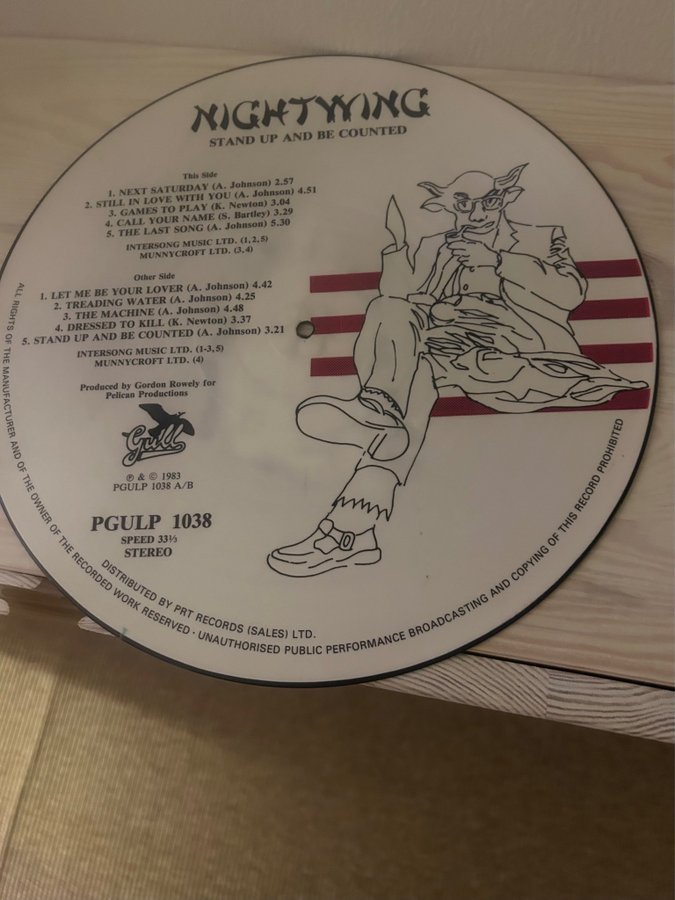 NIGHTWING
STAND UP AND BE COUNTED
This Side
1. NEXT SATURDAY (A. Johnson) 2.57
2. STILL IN LOVE WITH YOU (A. Johnson) 4.51
3. GAMES TO PLAY (K. Newton) 3.04
4. CALL YOUR NAME (S. Bartley) 3.29
5. THE LAST SONG (A. Johnson) 5.30
INTERSONG MUSIC LTD. (1,2,5)
MUNNYCROFT LTD. (3,4)
Other Side
1. LET ME BE YOUR LOVER (A. Johnson) 4.42
2. TREADING WATER (A. Johnson) 4.25
3. THE MACHINE (A. Johnson) 4.48
4. DRESSED TO KILL (K. Newton) 3.37
5. STAND UP AND BE COUNTED (A. Johnson) 3.21
INTERSONG MUSIC LTD. (1-3,5)
MUNNYCROFT LTD. (4)
Produced by Gordon Rowely for
Pelican Productions
Gull
℗ & © 1983
PGULP 1038 A/B
PGULP 1038
SPEED 33⅓
STEREO
DISTRIBUTED BY PRT RECORDS (SALES) LTD.
ALL RIGHTS OF THE MANUFACTURER AND OF THE OWNER OF THE RECORDED WORK RESERVED · UNAUTHORISED PUBLIC PERFORMANCE BROADCASTING AND COPYING OF THIS RECORD PROHIBITED